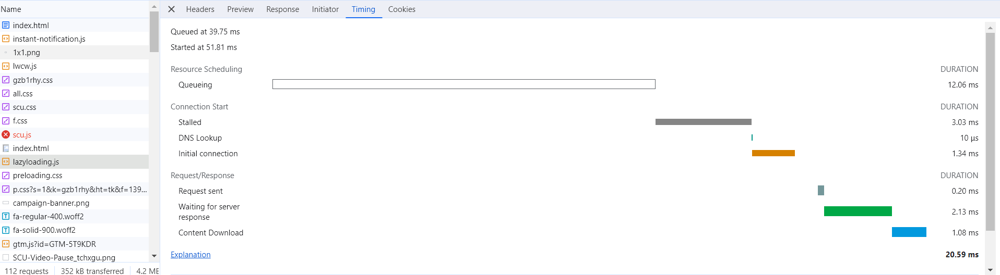 Name
index.html
instant-notification.js
1x1.png
lwcw.js
gzb1rhy.css
all.css
scu.css
f.css
scu.js
index.html
lazyloading.js
preloading.css
p.css?s=1&k=gzb1rhy&ht=tk&f=139...
campaign-banner.png
fa-regular-400.woff2
fa-solid-900.woff2
gtm.js?id=GTM-5T9KDR
SCU-Video-Pause_tchxgu.png
112 requests 352 kB transferred 4.2 ME
Headers Preview Response Initiator Timing Cookies
Queued at 39.75 ms
Started at 51.81 ms
Resource Scheduling DURATION
Queueing 12.06 ms
Connection Start DURATION
Stalled 3.03 ms
DNS Lookup 10 μs
Initial connection 1.34 ms
Request/Response DURATION
Request sent 0.20 ms
Waiting for server
response 2.13 ms
Content Download 1.08 ms
Explanation 20.59 ms